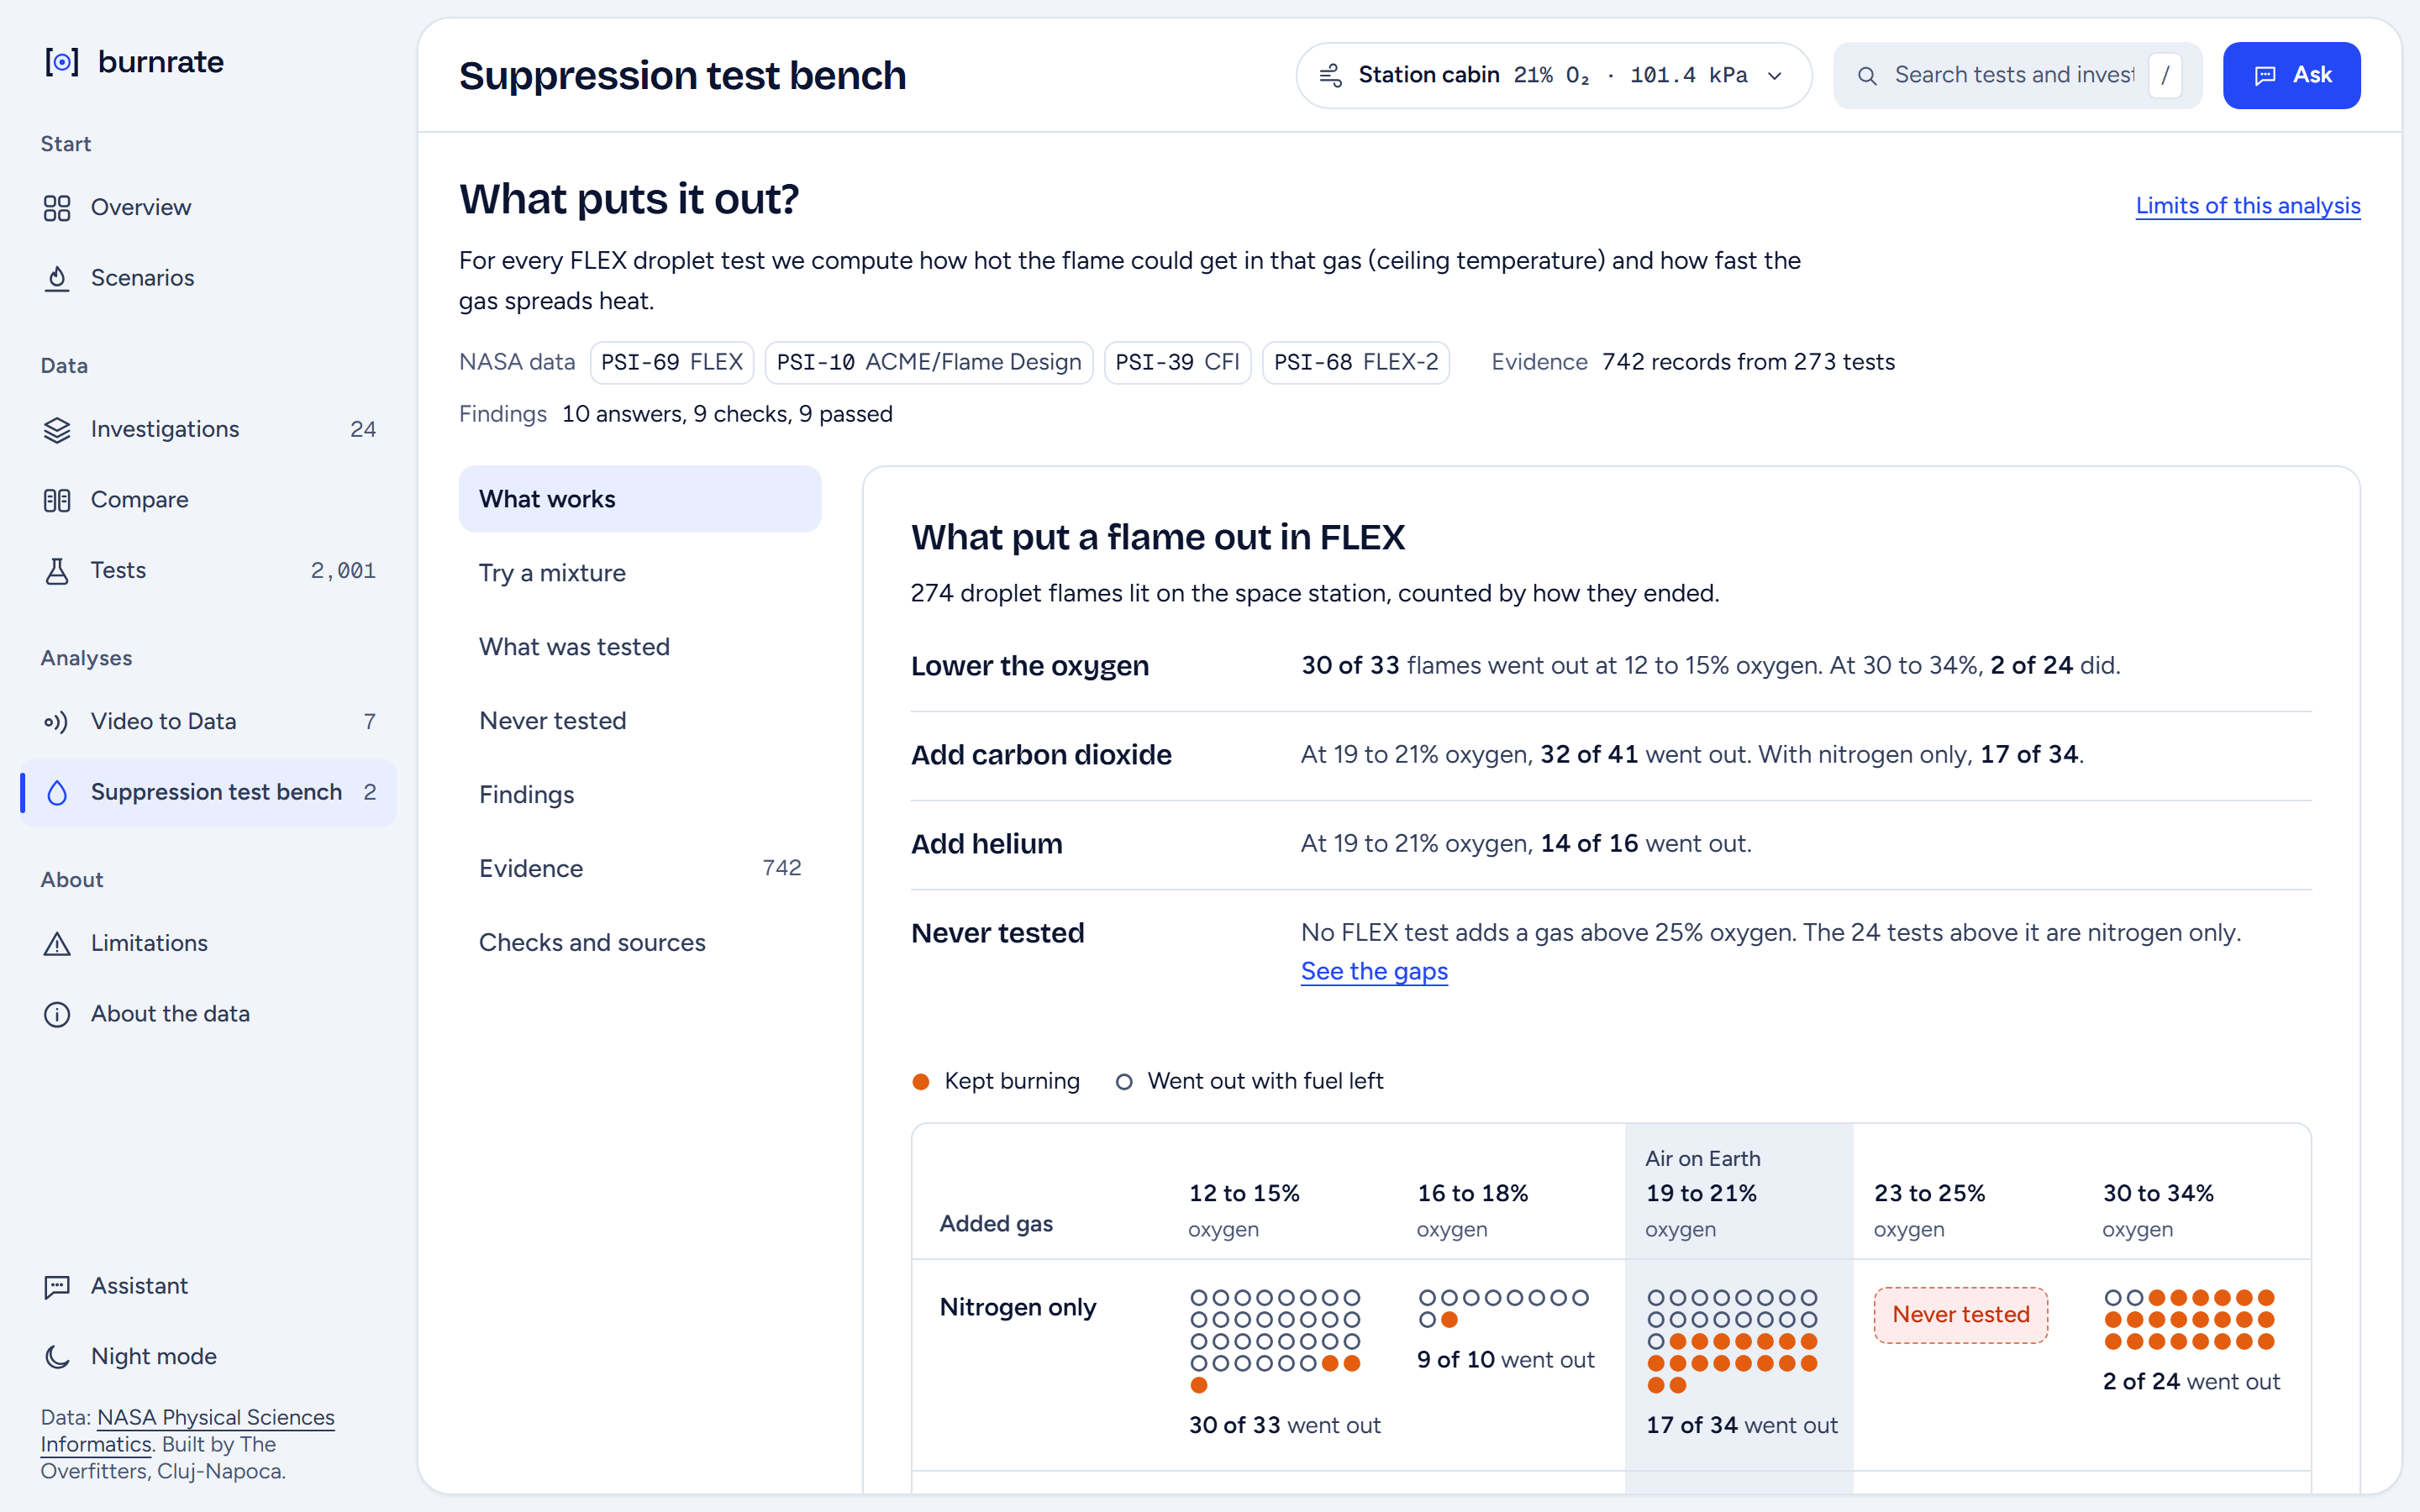 burnrate
Start
Overview
Scenarios
Data
Investigations 24
Compare
Tests 2,001
Analyses
Video to Data 7
Suppression test bench 2
About
Limitations
About the data
Assistant
Night mode
Data: NASA Physical Sciences
Informatics. Built by The
Overfitters, Cluj-Napoca.
Suppression test bench
Station cabin 21% O₂ · 101.4 kPa
Search tests and invest
/
Ask
What puts it out?
Limits of this analysis
For every FLEX droplet test we compute how hot the flame could get in that gas (ceiling temperature) and how fast the
gas spreads heat.
NASA data PSI-69 FLEX PSI-10 ACME/Flame Design PSI-39 CFI PSI-68 FLEX-2 Evidence 742 records from 273 tests
Findings 10 answers, 9 checks, 9 passed
What works
Try a mixture
What was tested
Never tested
Findings
Evidence 742
Checks and sources
What put a flame out in FLEX
274 droplet flames lit on the space station, counted by how they ended.
Lower the oxygen 30 of 33 flames went out at 12 to 15% oxygen. At 30 to 34%, 2 of 24 did.
Add carbon dioxide At 19 to 21% oxygen, 32 of 41 went out. With nitrogen only, 17 of 34.
Add helium At 19 to 21% oxygen, 14 of 16 went out.
Never tested No FLEX test adds a gas above 25% oxygen. The 24 tests above it are nitrogen only.
See the gaps
Kept burning Went out with fuel left
Air on Earth
12 to 15% 16 to 18% 19 to 21% 23 to 25% 30 to 34%
Added gas oxygen oxygen oxygen oxygen oxygen
Nitrogen only Never tested
9 of 10 went out
2 of 24 went out
30 of 33 went out 17 of 34 went out